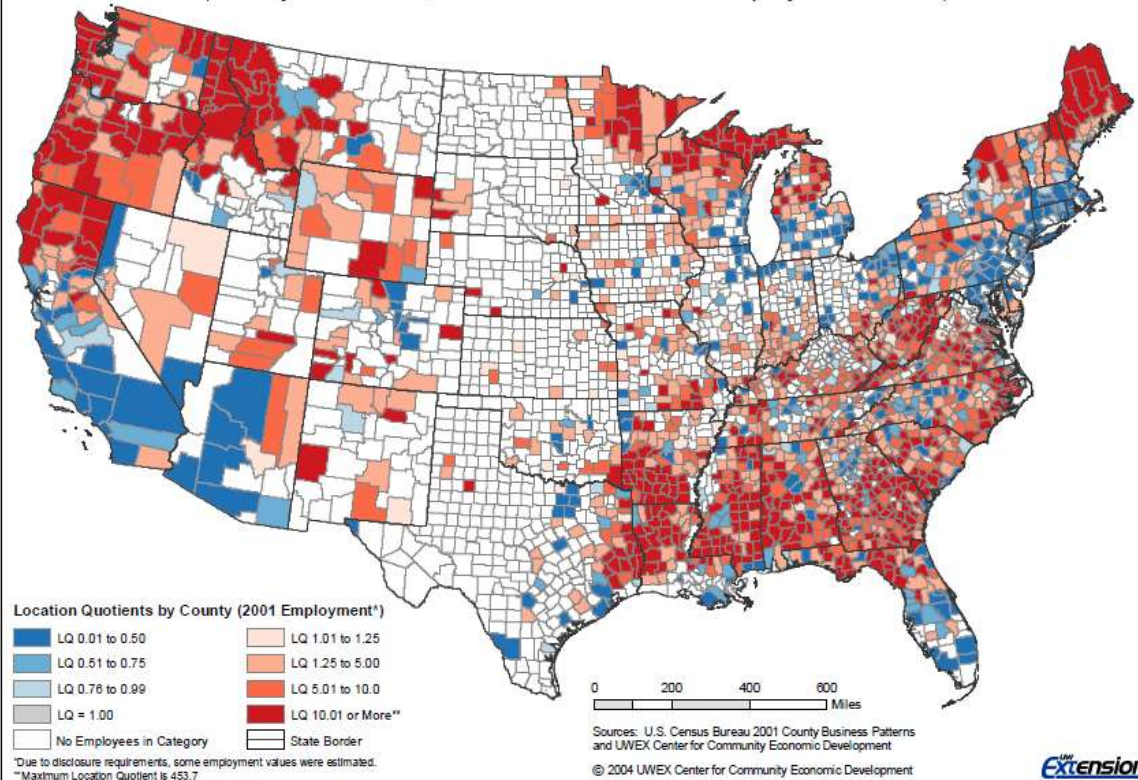 Location Quotients by County (2001 Employment*)
LQ 0.01 to 0.50
LQ 0.51 to 0.75
LQ 0.76 to 0.99
LQ = 1.00
No Employees in Category
LQ 1.01 to 1.25
LQ 1.25 to 5.00
LQ 5.01 to 10.0
LQ 10.01 or More**
State Border
*Due to disclosure requirements, some employment values were estimated.
**Maximum Location Quotient is 453.7
0 200 400 600
Miles
Sources: U.S. Census Bureau 2001 County Business Patterns
and UWEX Center for Community Economic Development
© 2004 UWEX Center for Community Economic Development
UW
Extension